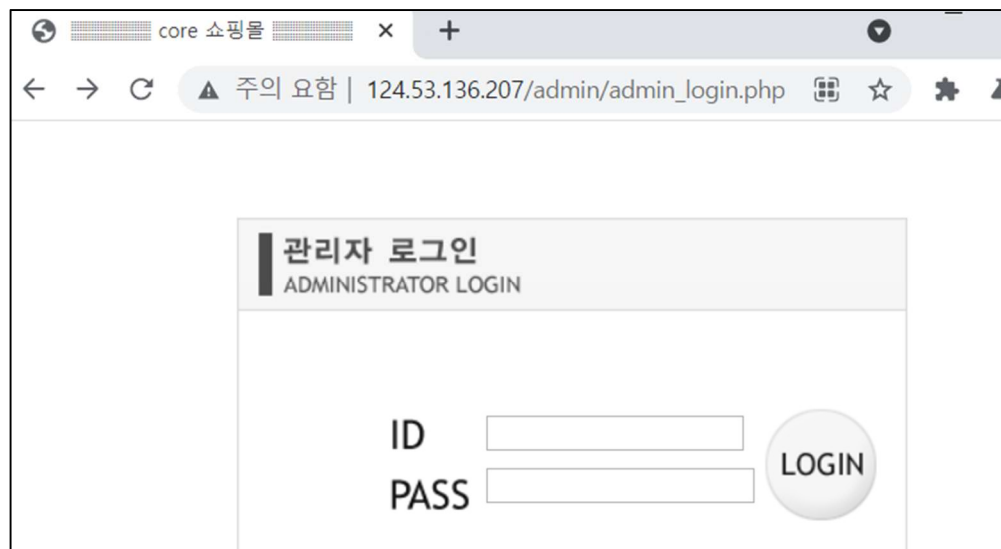 core 쇼핑몰
주의 요함 | 124.53.136.207/admin/admin_login.php
관리자 로그인
ADMINISTRATOR LOGIN
ID
LOGIN
PASS